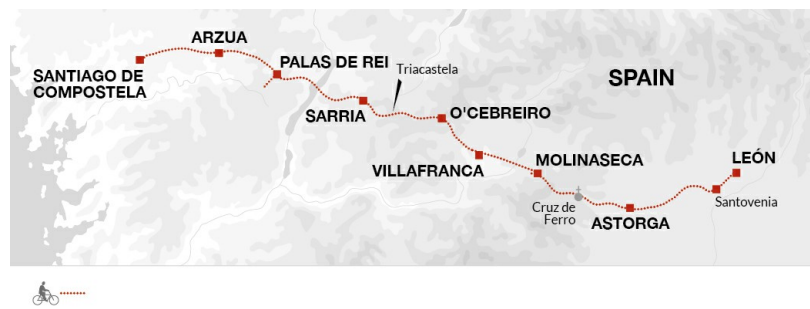 ARZUA
SANTIAGO DE
COMPOSTELA
PALAS DE REI
Triacastela
SPAIN
SARRIA
O'CEBREIRO
VILLAFRANCA
MOLINASECA
LEÓN
Cruz de
Ferro
ASTORGA
Santovenia